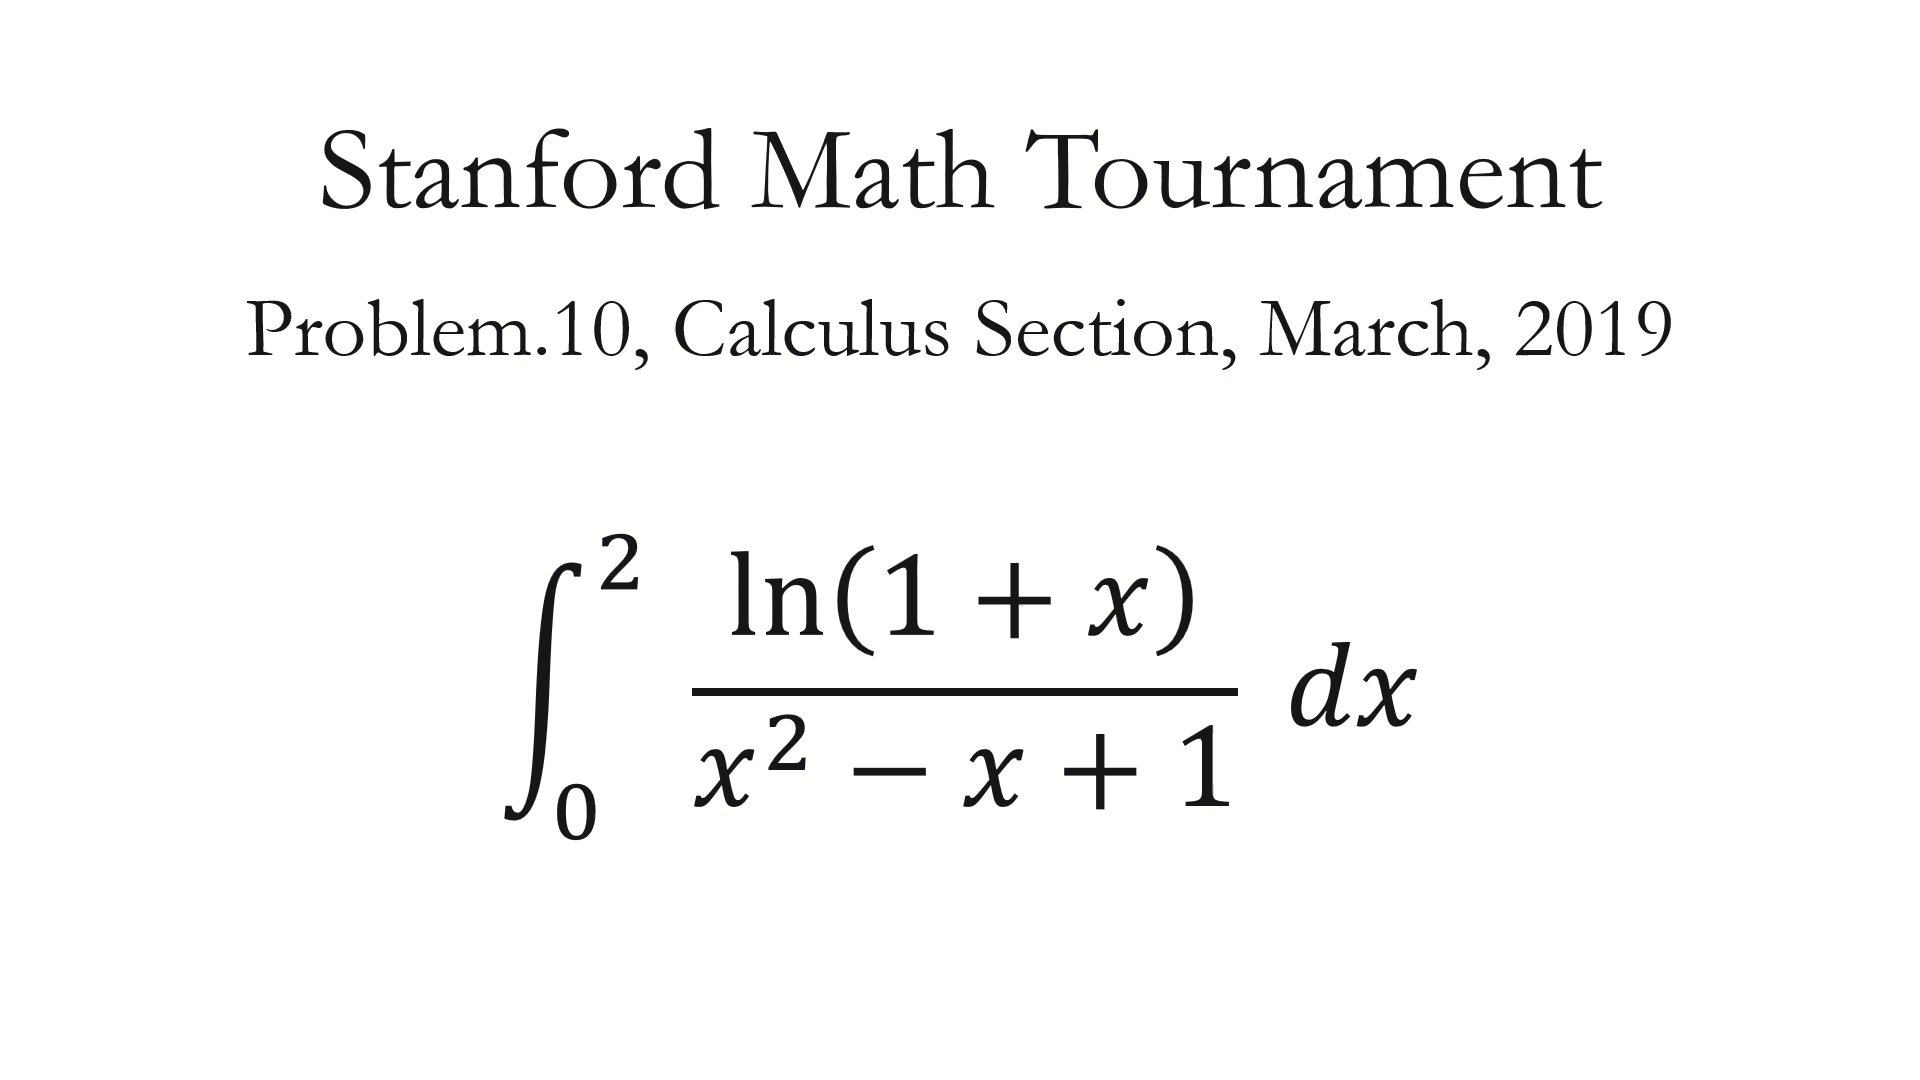 Stanford Math Tournament
Problem.10, Calculus Section, March, 2019
∫₀² ln(1 + x) / (x² − x + 1) dx